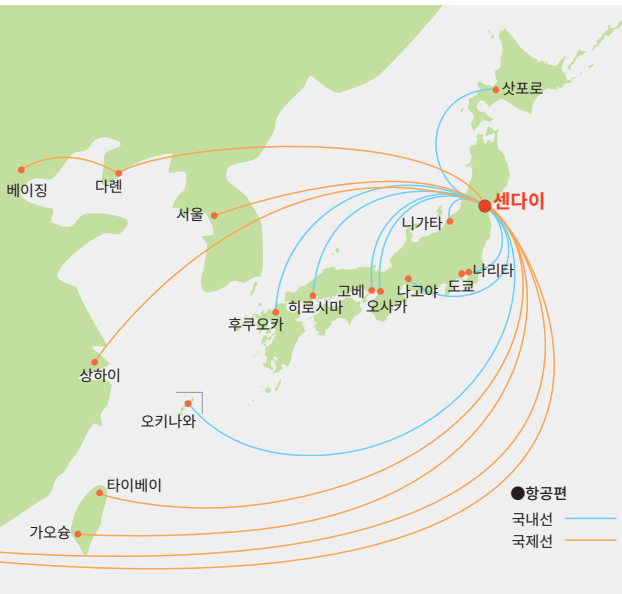 삿포로
센다이
베이징
다롄
서울
니가타
나리타
도쿄
고베
오사카
나고야
히로시마
후쿠오카
상하이
오키나와
타이베이
가오슝
●항공편
국내선
국제선